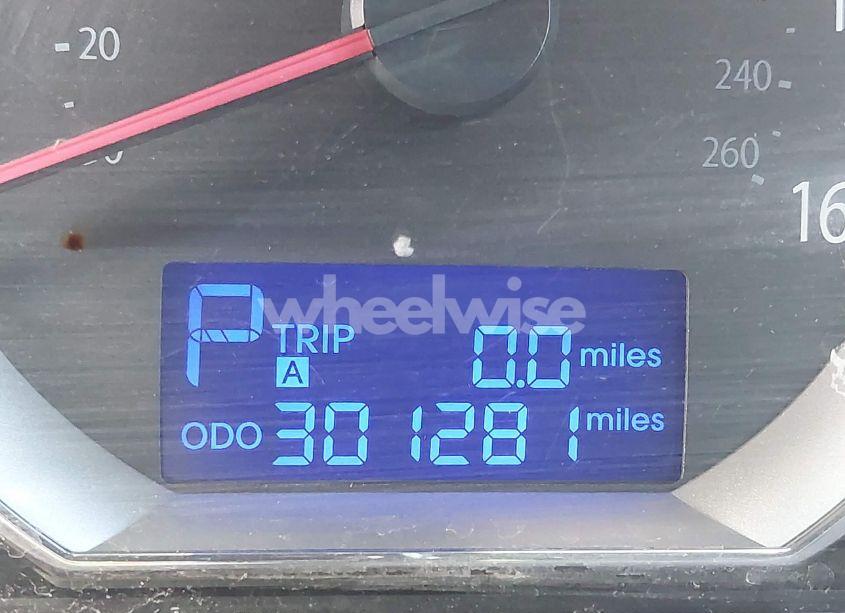 20
240
260
16
wheelwise
P TRIP 0.0 miles
A
ODO 301281 miles